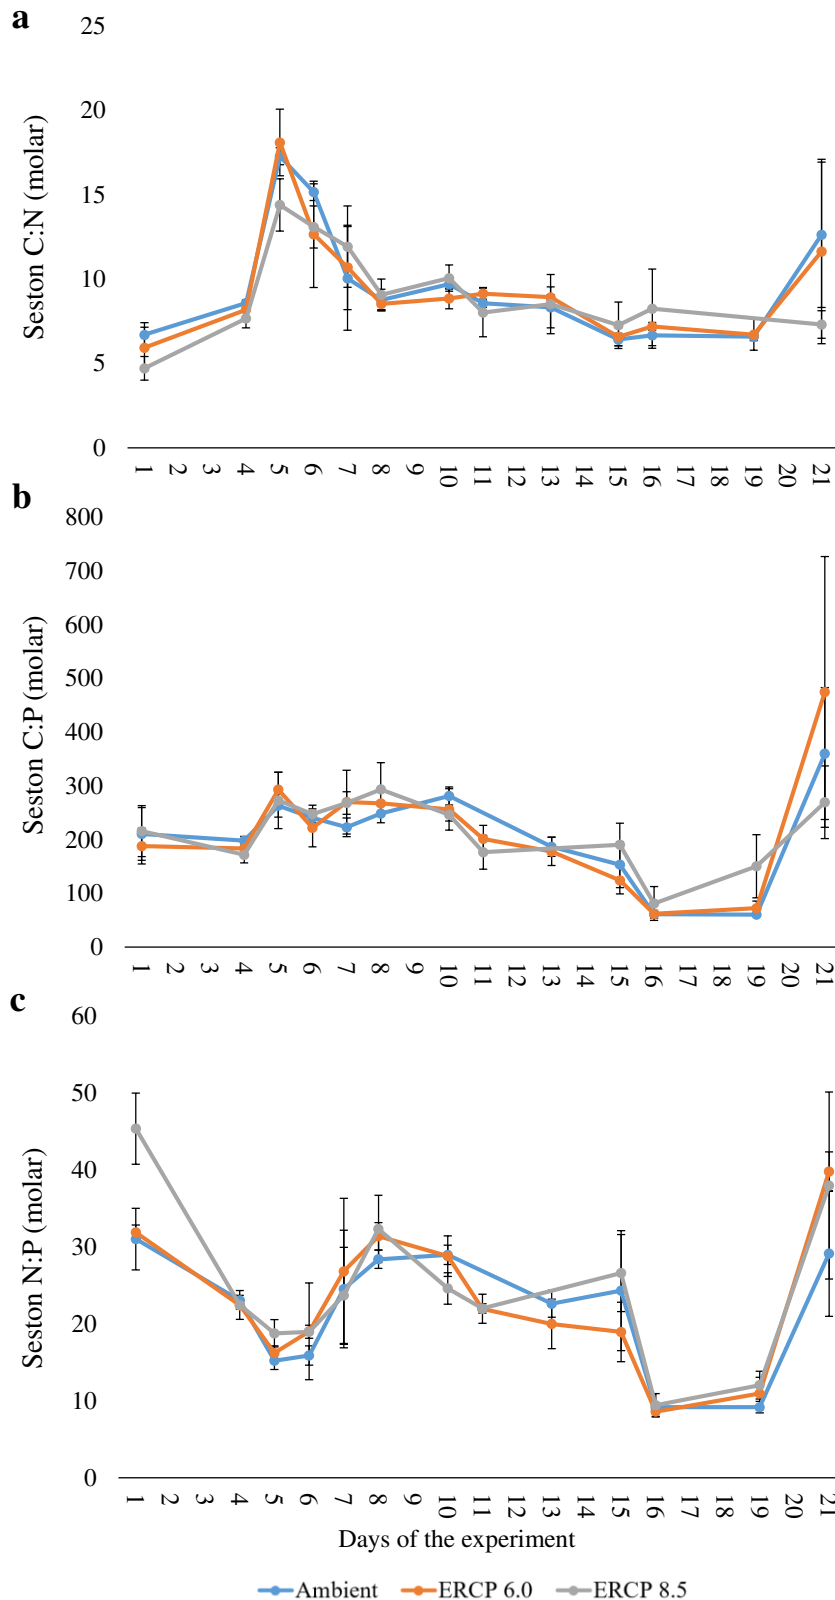 a
Seston C:N (molar)
25
20
15
10
5
0
1 2 3 4 5 6 7 8 9 10 11 12 13 14 15 16 17 18 19 20 21
b
Seston C:P (molar)
800
700
600
500
400
300
200
100
0
1 2 3 4 5 6 7 8 9 10 11 12 13 14 15 16 17 18 19 20 21
c
Seston N:P (molar)
60
50
40
30
20
10
0
1 2 3 4 5 6 7 8 9 10 11 12 13 14 15 16 17 18 19 20 21
Days of the experiment
Ambient ERCP 6.0 ERCP 8.5